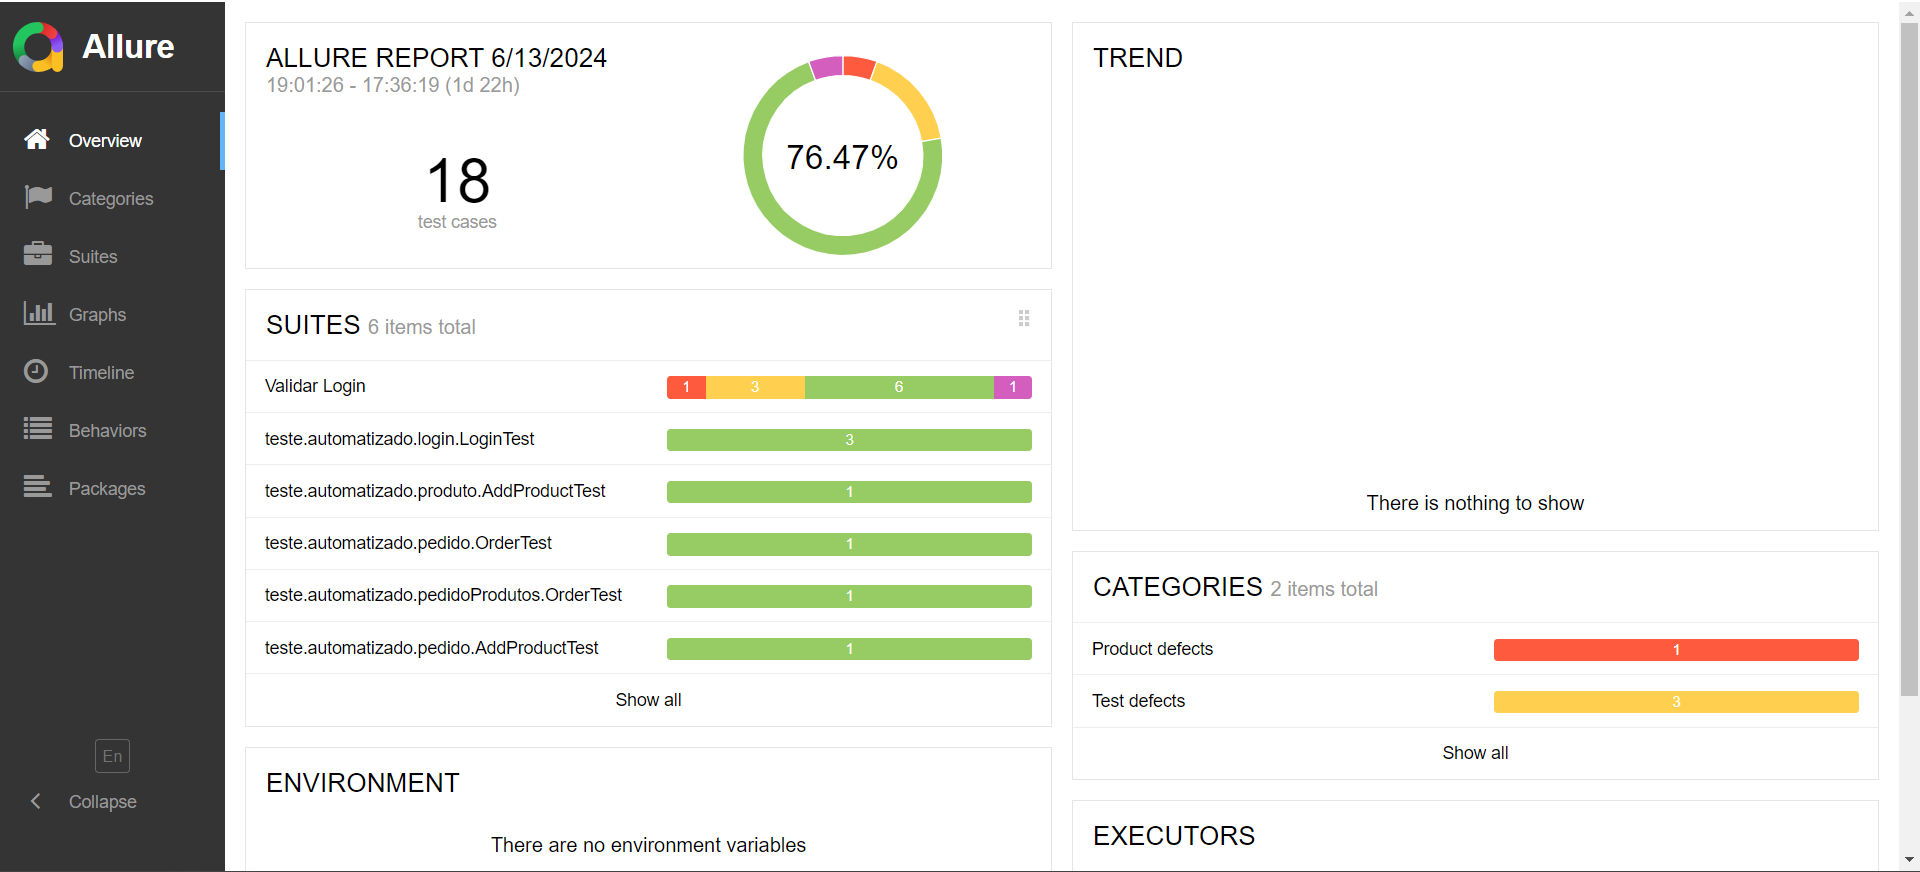 Allure
Overview
Categories
Suites
Graphs
Timeline
Behaviors
Packages
En
Collapse
ALLURE REPORT 6/13/2024
19:01:26 - 17:36:19 (1d 22h)
18
test cases
76.47%
SUITES 6 items total
Validar Login 1 3 6 1
teste.automatizado.login.LoginTest 3
teste.automatizado.produto.AddProductTest 1
teste.automatizado.pedido.OrderTest 1
teste.automatizado.pedidoProdutos.OrderTest 1
teste.automatizado.pedido.AddProductTest 1
Show all
ENVIRONMENT
There are no environment variables
TREND
There is nothing to show
CATEGORIES 2 items total
Product defects 1
Test defects 3
Show all
EXECUTORS